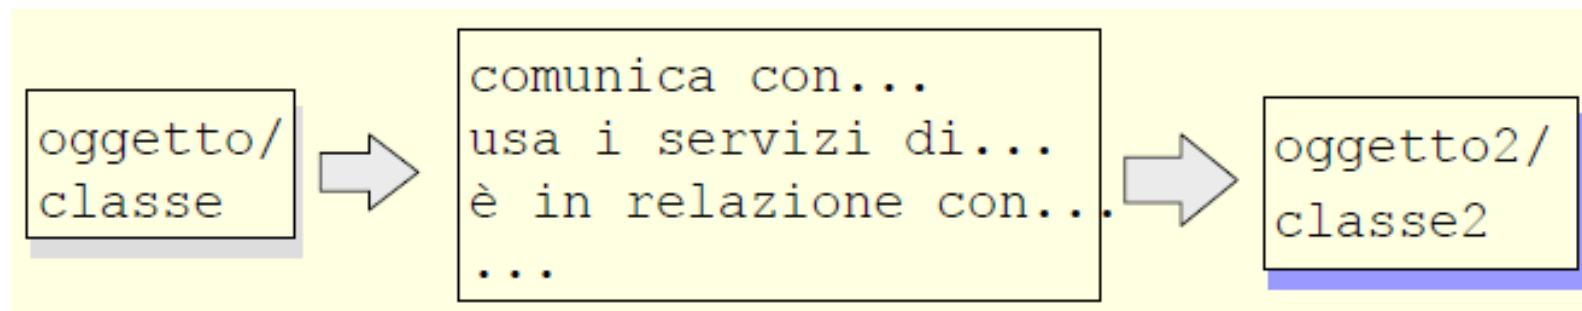 oggetto/
classe
comunica con...
usa i servizi di...
è in relazione con...
...
oggetto2/
classe2